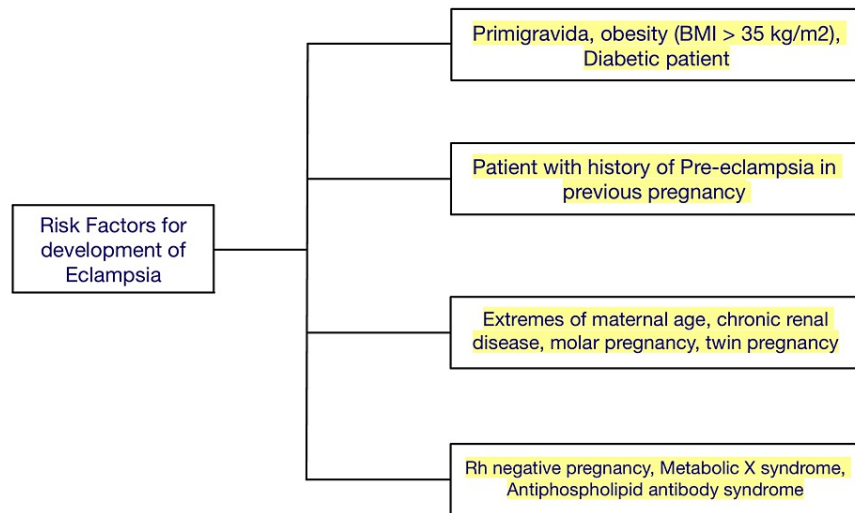 Primigravida, obesity (BMI > 35 kg/m2),
Diabetic patient
Patient with history of Pre-eclampsia in
previous pregnancy
Risk Factors for
development of
Eclampsia
Extremes of maternal age, chronic renal
disease, molar pregnancy, twin pregnancy
Rh negative pregnancy, Metabolic X syndrome,
Antiphospholipid antibody syndrome